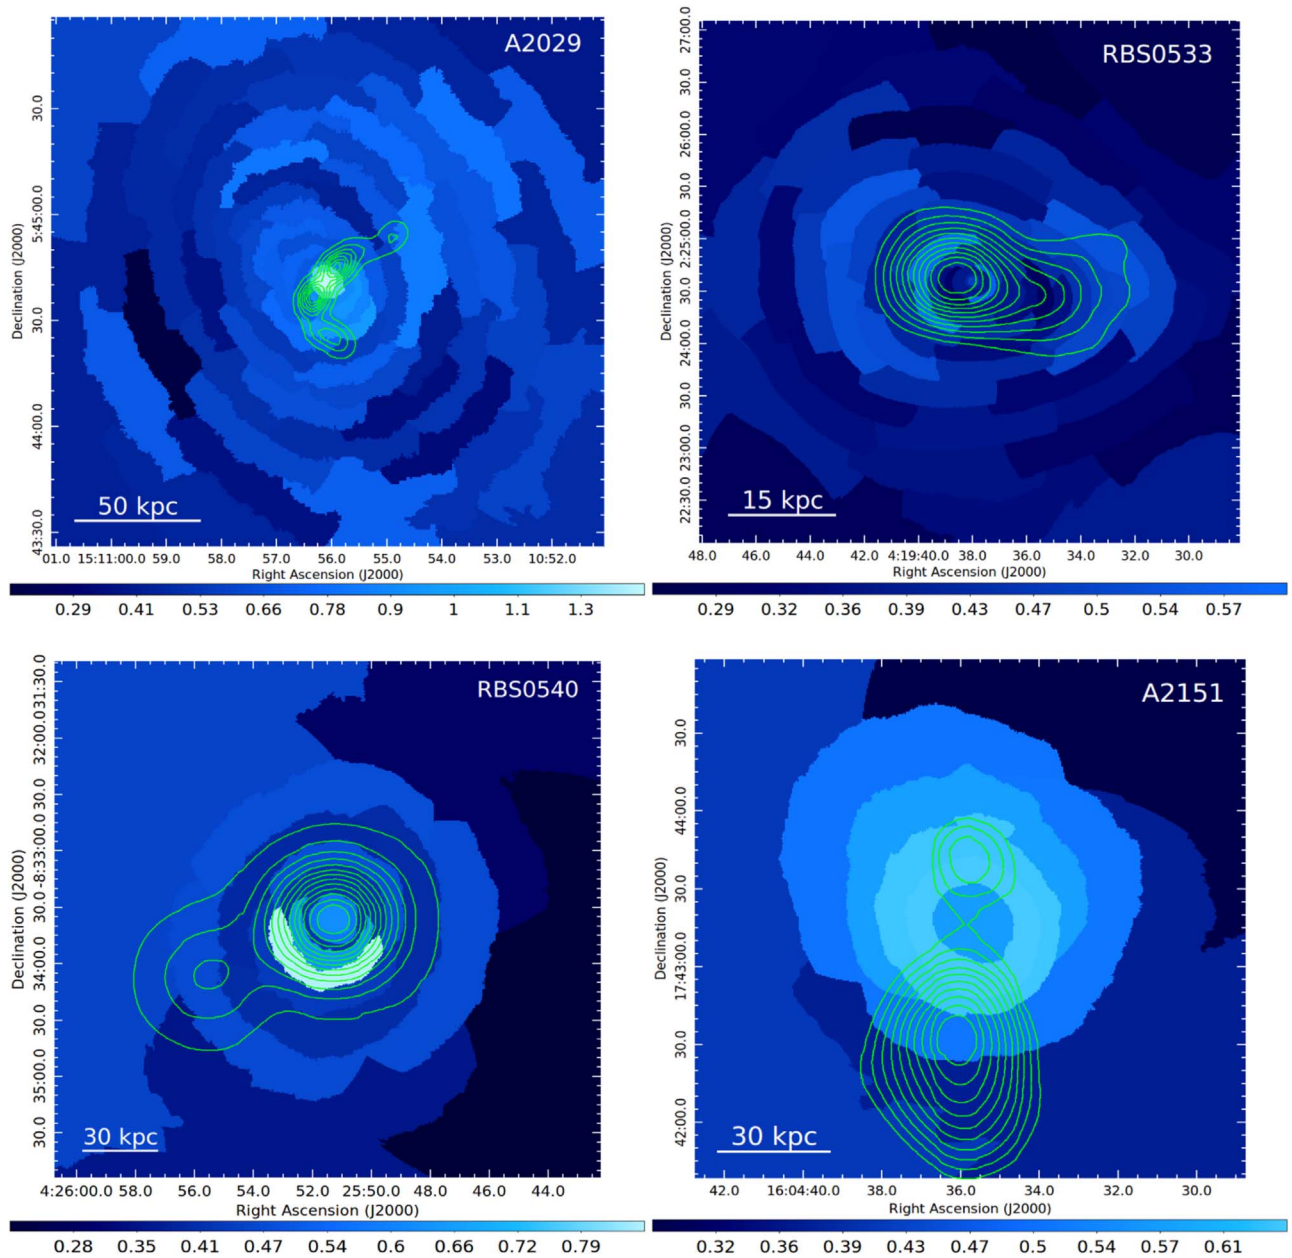 A2029
30.0
5:45:00.0
30.0
44:00.0
43:30.0
Declination (J2000)
50 kpc
01.0 15:11:00.0 59.0 58.0 57.0 56.0 55.0 54.0 53.0 10:52.0
Right Ascension (J2000)
0.29 0.41 0.53 0.66 0.78 0.9 1 1.1 1.3
RBS0533
27:00.0
30.0
26:00.0
30.0
2:25:00.0
30.0
24:00.0
30.0
23:00.0
22:30.0
Declination (J2000)
15 kpc
48.0 46.0 44.0 42.0 4:19:40.0 38.0 36.0 34.0 32.0 30.0
Right Ascension (J2000)
0.29 0.32 0.36 0.39 0.43 0.47 0.5 0.54 0.57
RBS0540
31:30.0
32:00.0
30.0
-8:33:00.0
30.0
34:00.0
30.0
35:00.0
30.0
Declination (J2000)
30 kpc
4:26:00.0 58.0 56.0 54.0 52.0 25:50.0 48.0 46.0 44.0
Right Ascension (J2000)
0.28 0.35 0.41 0.47 0.54 0.6 0.66 0.72 0.79
A2151
30.0
44:00.0
30.0
17:43:00.0
30.0
42:00.0
Declination (J2000)
30 kpc
42.0 16:04:40.0 38.0 36.0 34.0 32.0 30.0
Right Ascension (J2000)
0.32 0.36 0.39 0.43 0.47 0.5 0.54 0.57 0.61